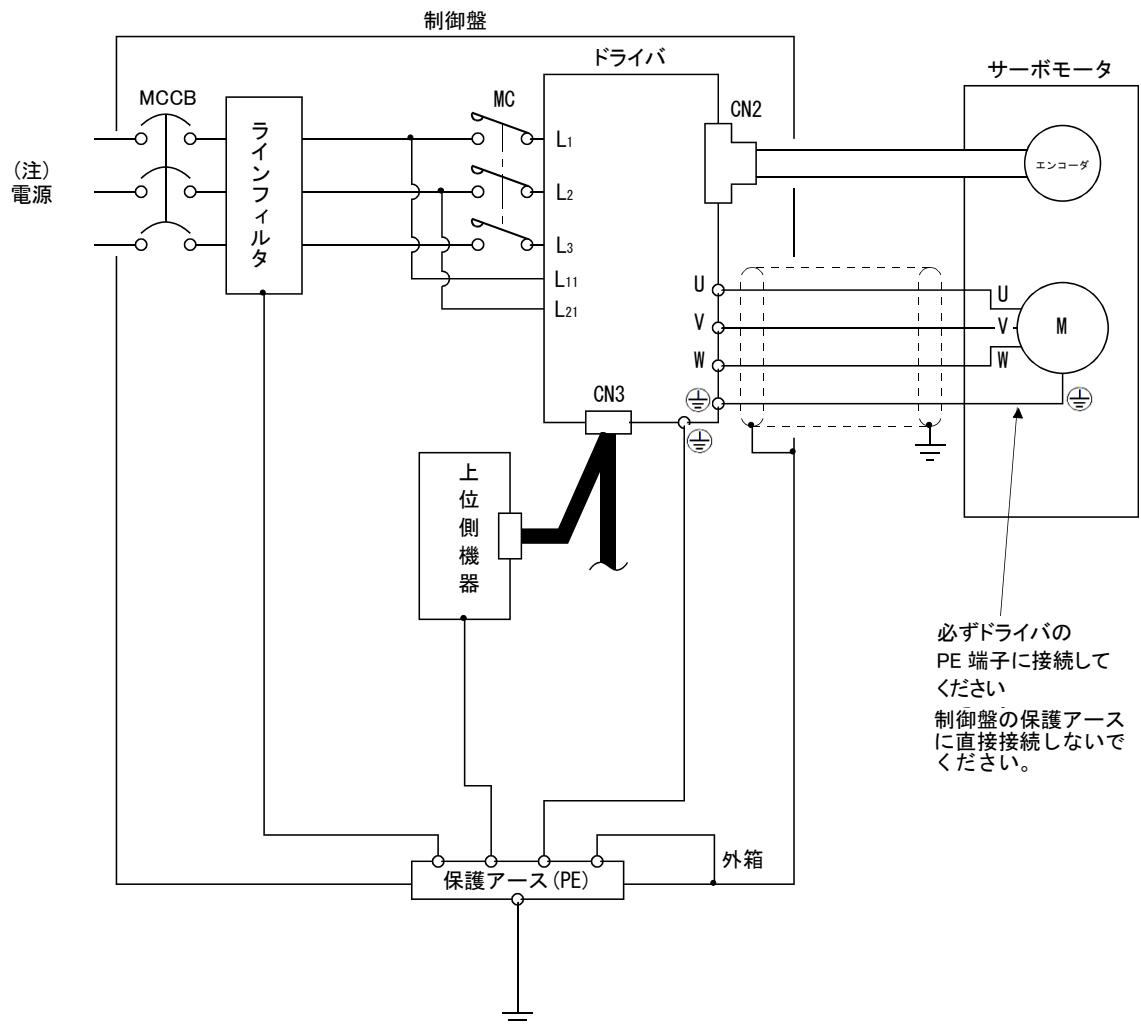 制御盤
ドライバ
サーボモータ
MCCB
MC
CN2
ラインフィルタ
(注)
電源
L1
L2
L3
L11
L21
エンコーダ
U
V
W
U
V
W
M
CN3
上位側機器
必ずドライバの
PE 端子に接続して
ください
制御盤の保護アース
に直接接続しないで
ください。
外箱
保護アース(PE)